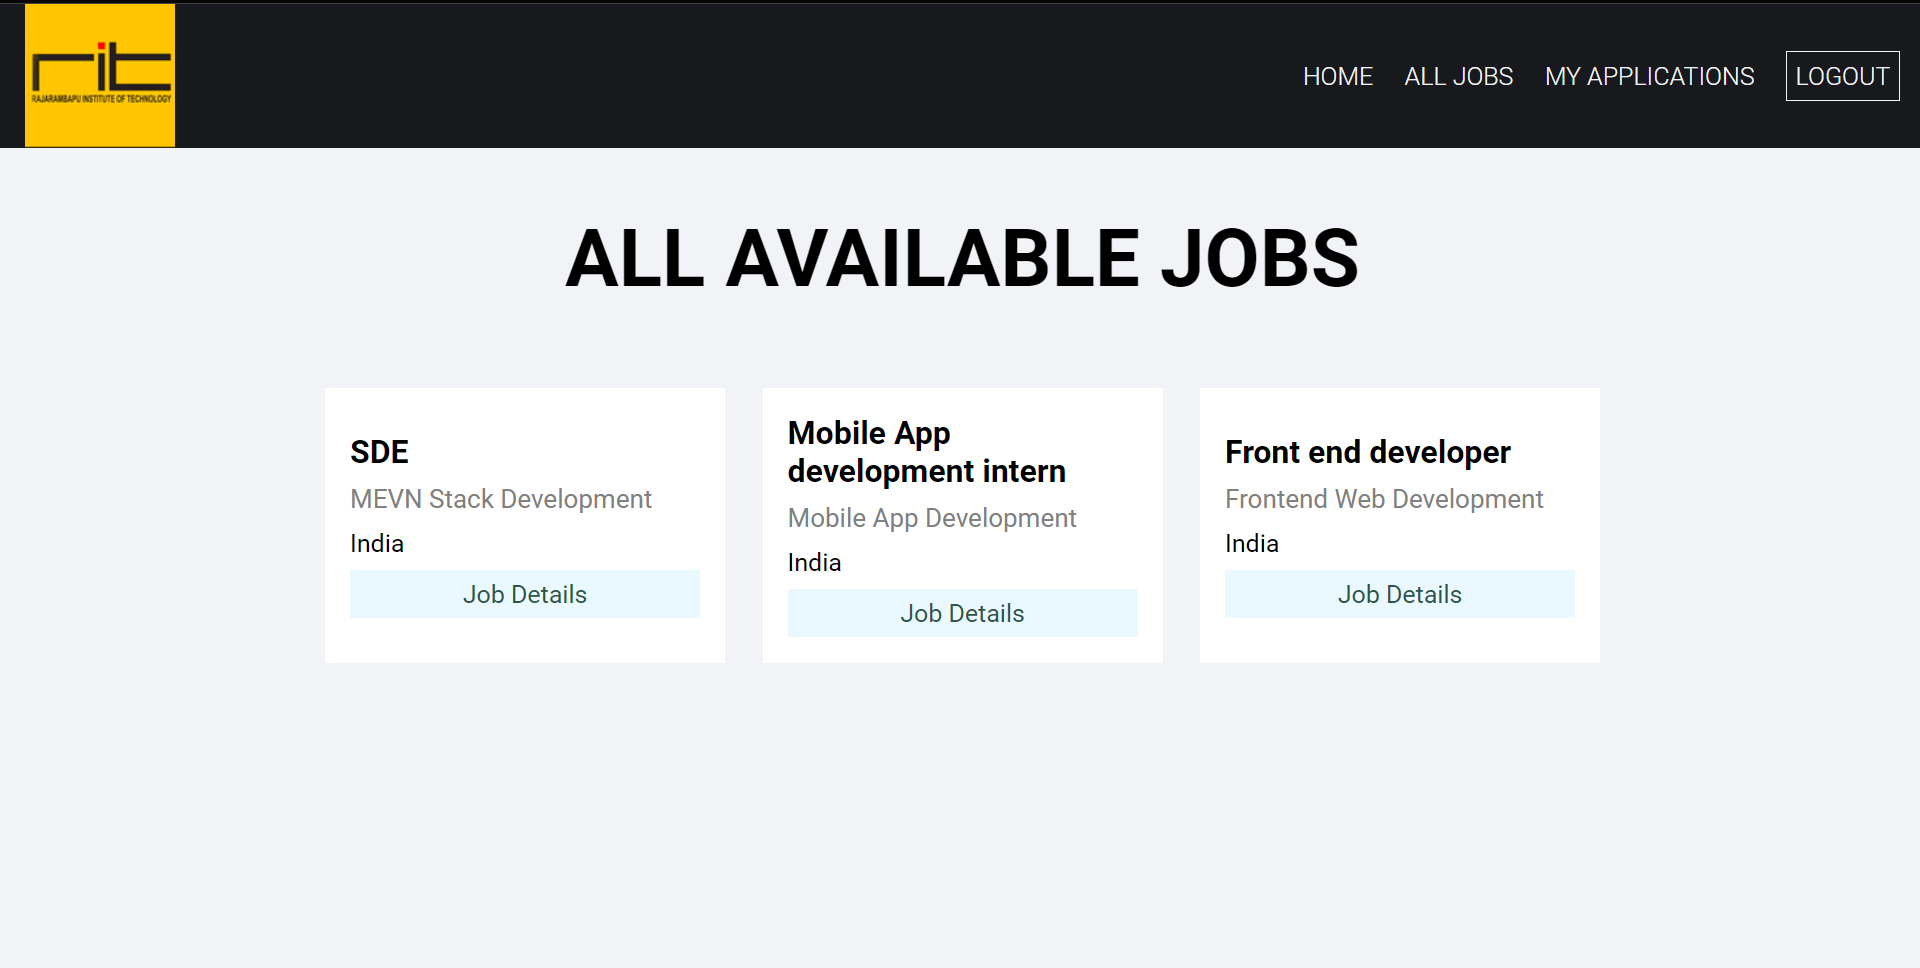 rit
RAJARAMBAPU INSTITUTE OF TECHNOLOGY
HOME ALL JOBS MY APPLICATIONS LOGOUT
ALL AVAILABLE JOBS
SDE
MEVN Stack Development
India
Job Details
Mobile App
development intern
Mobile App Development
India
Job Details
Front end developer
Frontend Web Development
India
Job Details